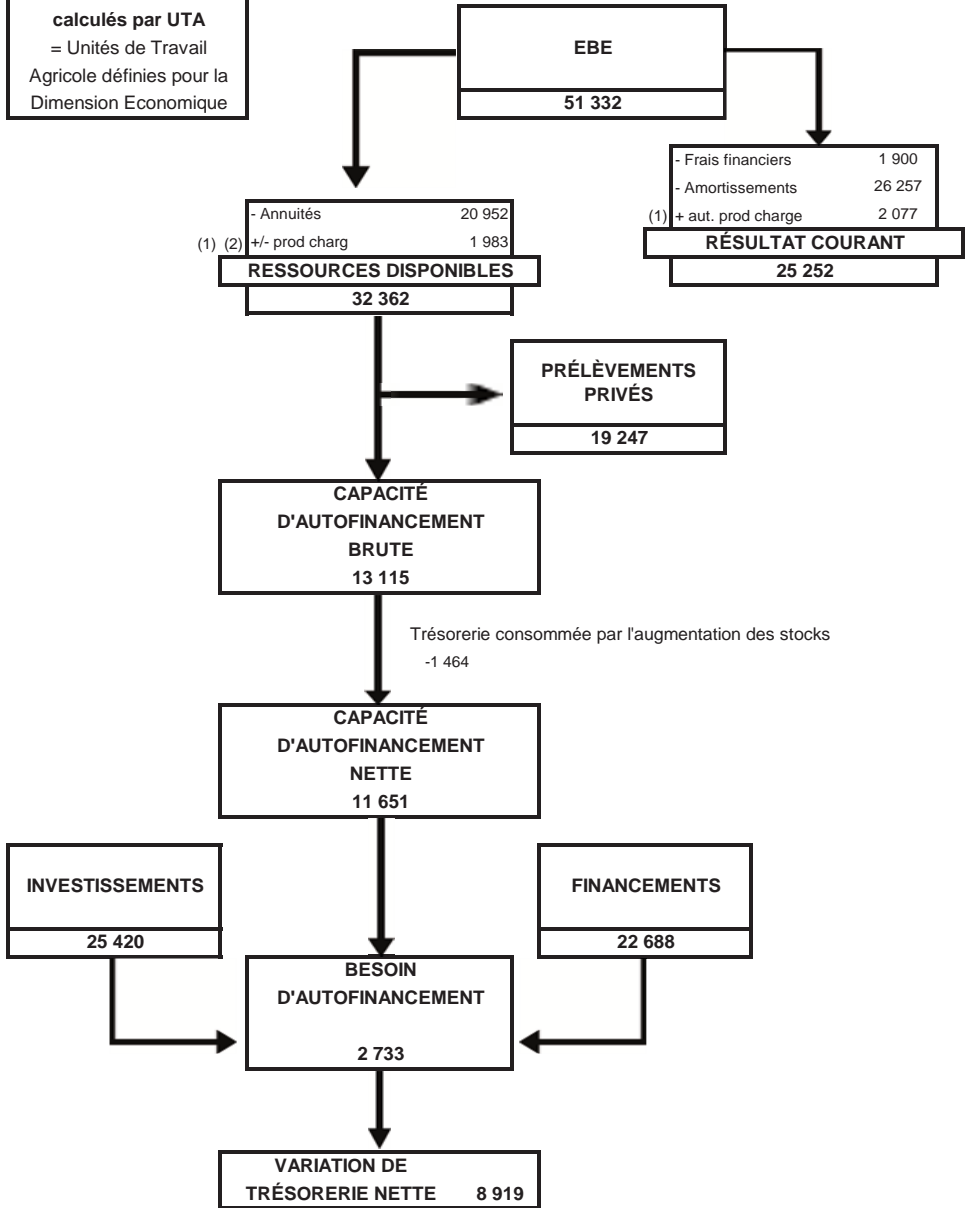 calculés par UTA
= Unités de Travail
Agricole définies pour la
Dimension Economique
EBE
51 332
- Frais financiers 1 900
- Amortissements 26 257
(1) + aut. prod charge 2 077
RÉSULTAT COURANT
25 252
- Annuités 20 952
(1) (2) +/- prod charg 1 983
RESSOURCES DISPONIBLES
32 362
PRÉLÈVEMENTS
PRIVÉS
19 247
CAPACITÉ
D'AUTOFINANCEMENT
BRUTE
13 115
Trésorerie consommée par l'augmentation des stocks
-1 464
CAPACITÉ
D'AUTOFINANCEMENT
NETTE
11 651
INVESTISSEMENTS
25 420
FINANCEMENTS
22 688
BESOIN
D'AUTOFINANCEMENT
2 733
VARIATION DE
TRÉSORERIE NETTE 8 919